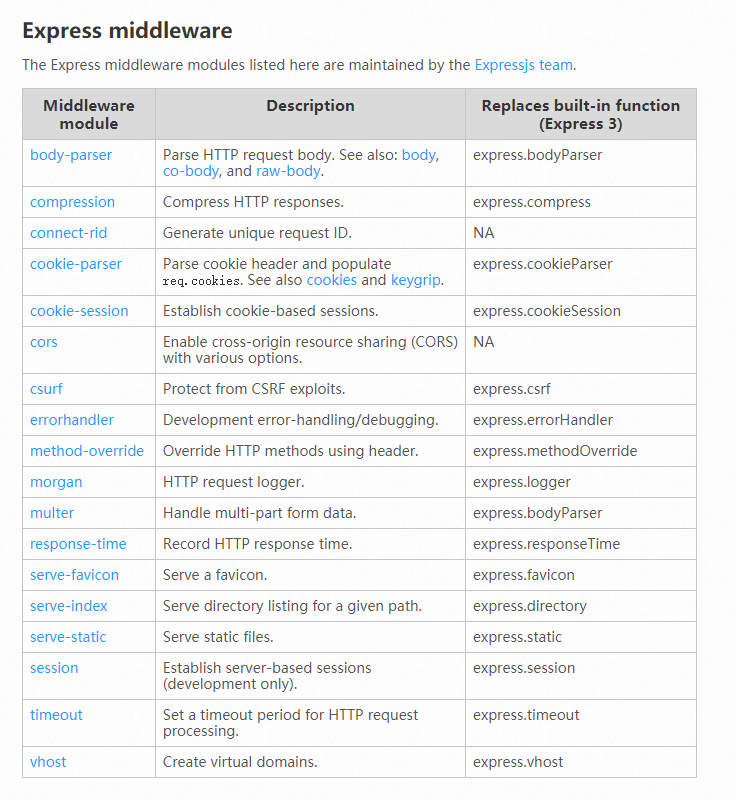 Express middleware
The Express middleware modules listed here are maintained by the Expressjs team.
Middleware module Description Replaces built-in function (Express 3)
body-parser Parse HTTP request body. See also: body, express.bodyParser
co-body, and raw-body.
compression Compress HTTP responses. express.compress
connect-rid Generate unique request ID. NA
cookie-parser Parse cookie header and populate express.cookieParser
req.cookies. See also cookies and keygrip.
cookie-session Establish cookie-based sessions. express.cookieSession
cors Enable cross-origin resource sharing (CORS) NA
with various options.
csurf Protect from CSRF exploits. express.csrf
errorhandler Development error-handling/debugging. express.errorHandler
method-override Override HTTP methods using header. express.methodOverride
morgan HTTP request logger. express.logger
multer Handle multi-part form data. express.bodyParser
response-time Record HTTP response time. express.responseTime
serve-favicon Serve a favicon. express.favicon
serve-index Serve directory listing for a given path. express.directory
serve-static Serve static files. express.static
session Establish server-based sessions express.session
(development only).
timeout Set a timeout period for HTTP request express.timeout
processing.
vhost Create virtual domains. express.vhost